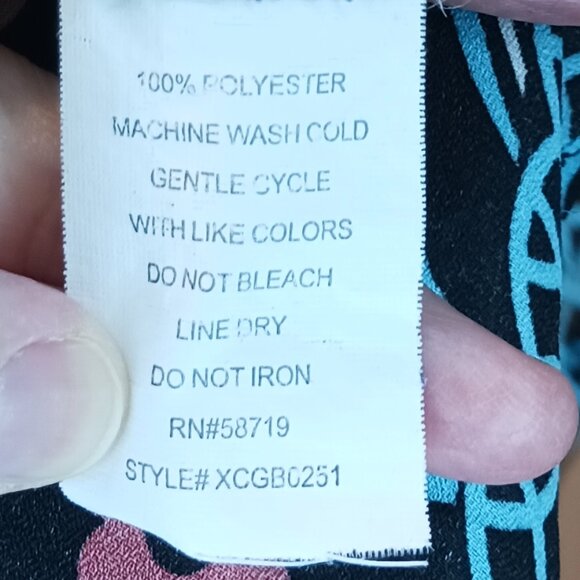 100% POLYESTER
MACHINE WASH COLD
GENTLE CYCLE
WITH LIKE COLORS
DO NOT BLEACH
LINE DRY
DO NOT IRON
RN#58719
STYLE# XCGB0251